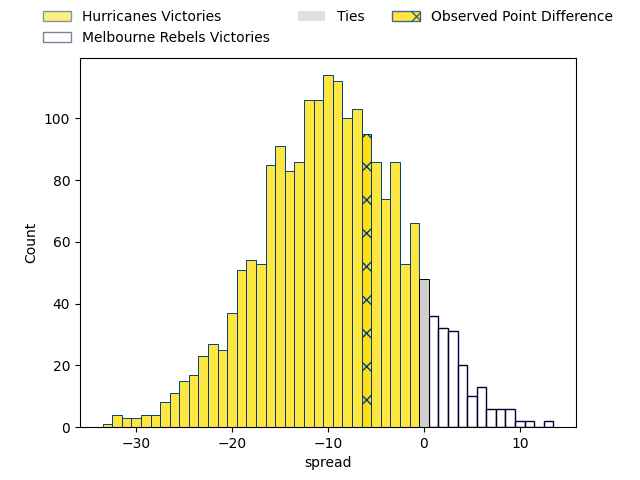 Hurricanes Victories
Ties
Observed Point Difference
Melbourne Rebels Victories
100
80
60
40
20
0
Count
−30
−20
−10
0
10
spread